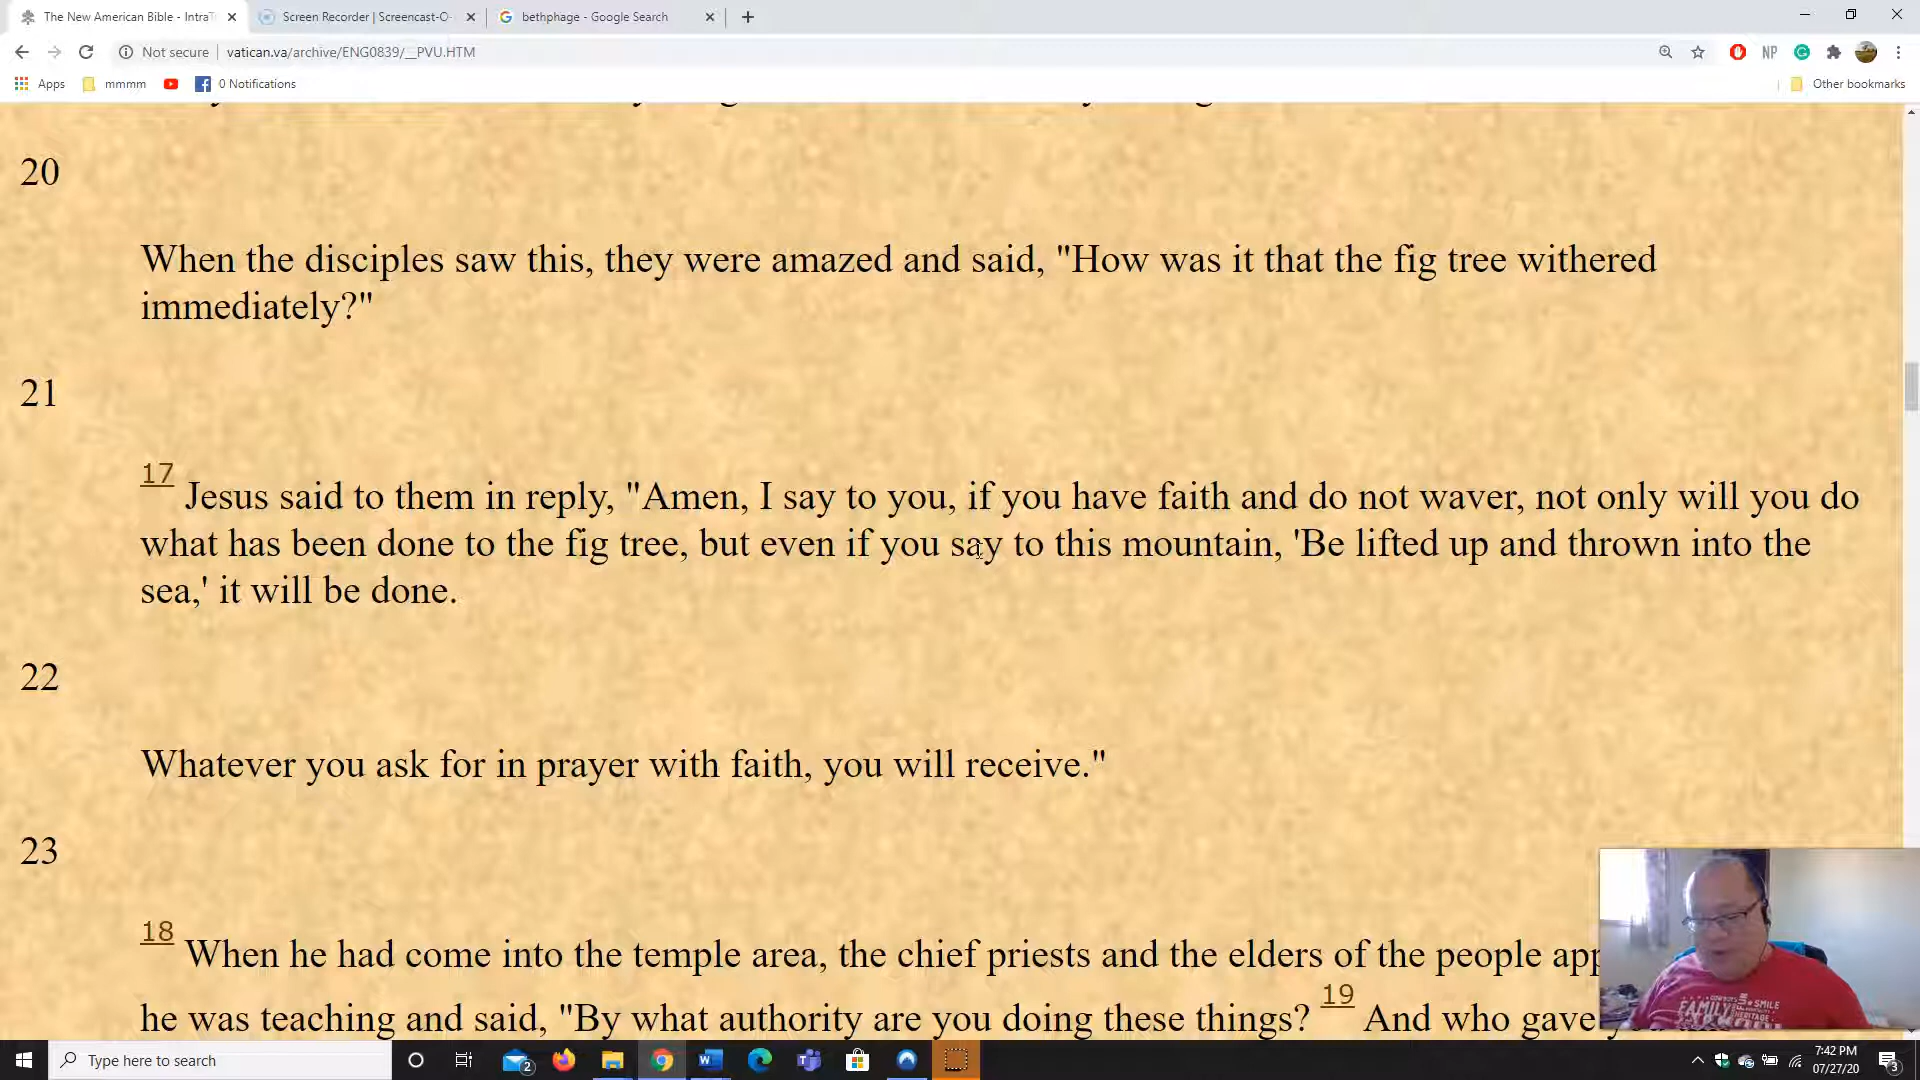 The New American Bible - IntraT
Screen Recorder | Screencast-O-
bethphage - Google Search
Not secure
vatican.va/archive/ENG0839/__PVU.HTM
NP
Apps
mmmm
0 Notifications
Other bookmarks
20
When the disciples saw this, they were amazed and said, "How was it that the fig tree withered
immediately?"
21
17 Jesus said to them in reply, "Amen, I say to you, if you have faith and do not waver, not only will you do
what has been done to the fig tree, but even if you say to this mountain, 'Be lifted up and thrown into the
sea,' it will be done.
22
Whatever you ask for in prayer with faith, you will receive."
23
18 When he had come into the temple area, the chief priests and the elders of the people app
he was teaching and said, "By what authority are you doing these things? 19 And who gave
SMILE
FAMILY
HERITAGE
Type here to search
2
7:42 PM
07/27/20
3